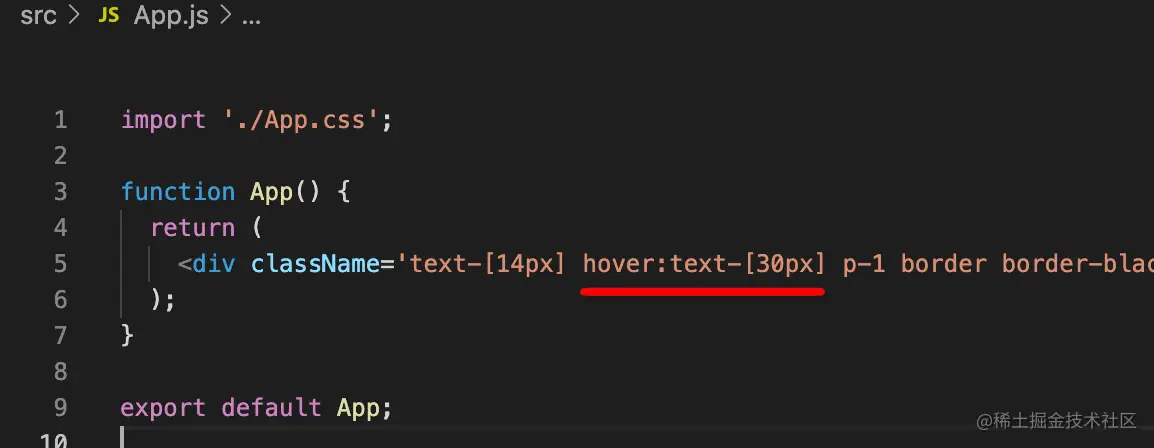 src > JS App.js > ...
1 import './App.css';
2
3 function App() {
4 return (
5 <div className='text-[14px] hover:text-[30px] p-1 border border-blac
6 );
7 }
8
9 export default App;
10
@稀土掘金技术社区